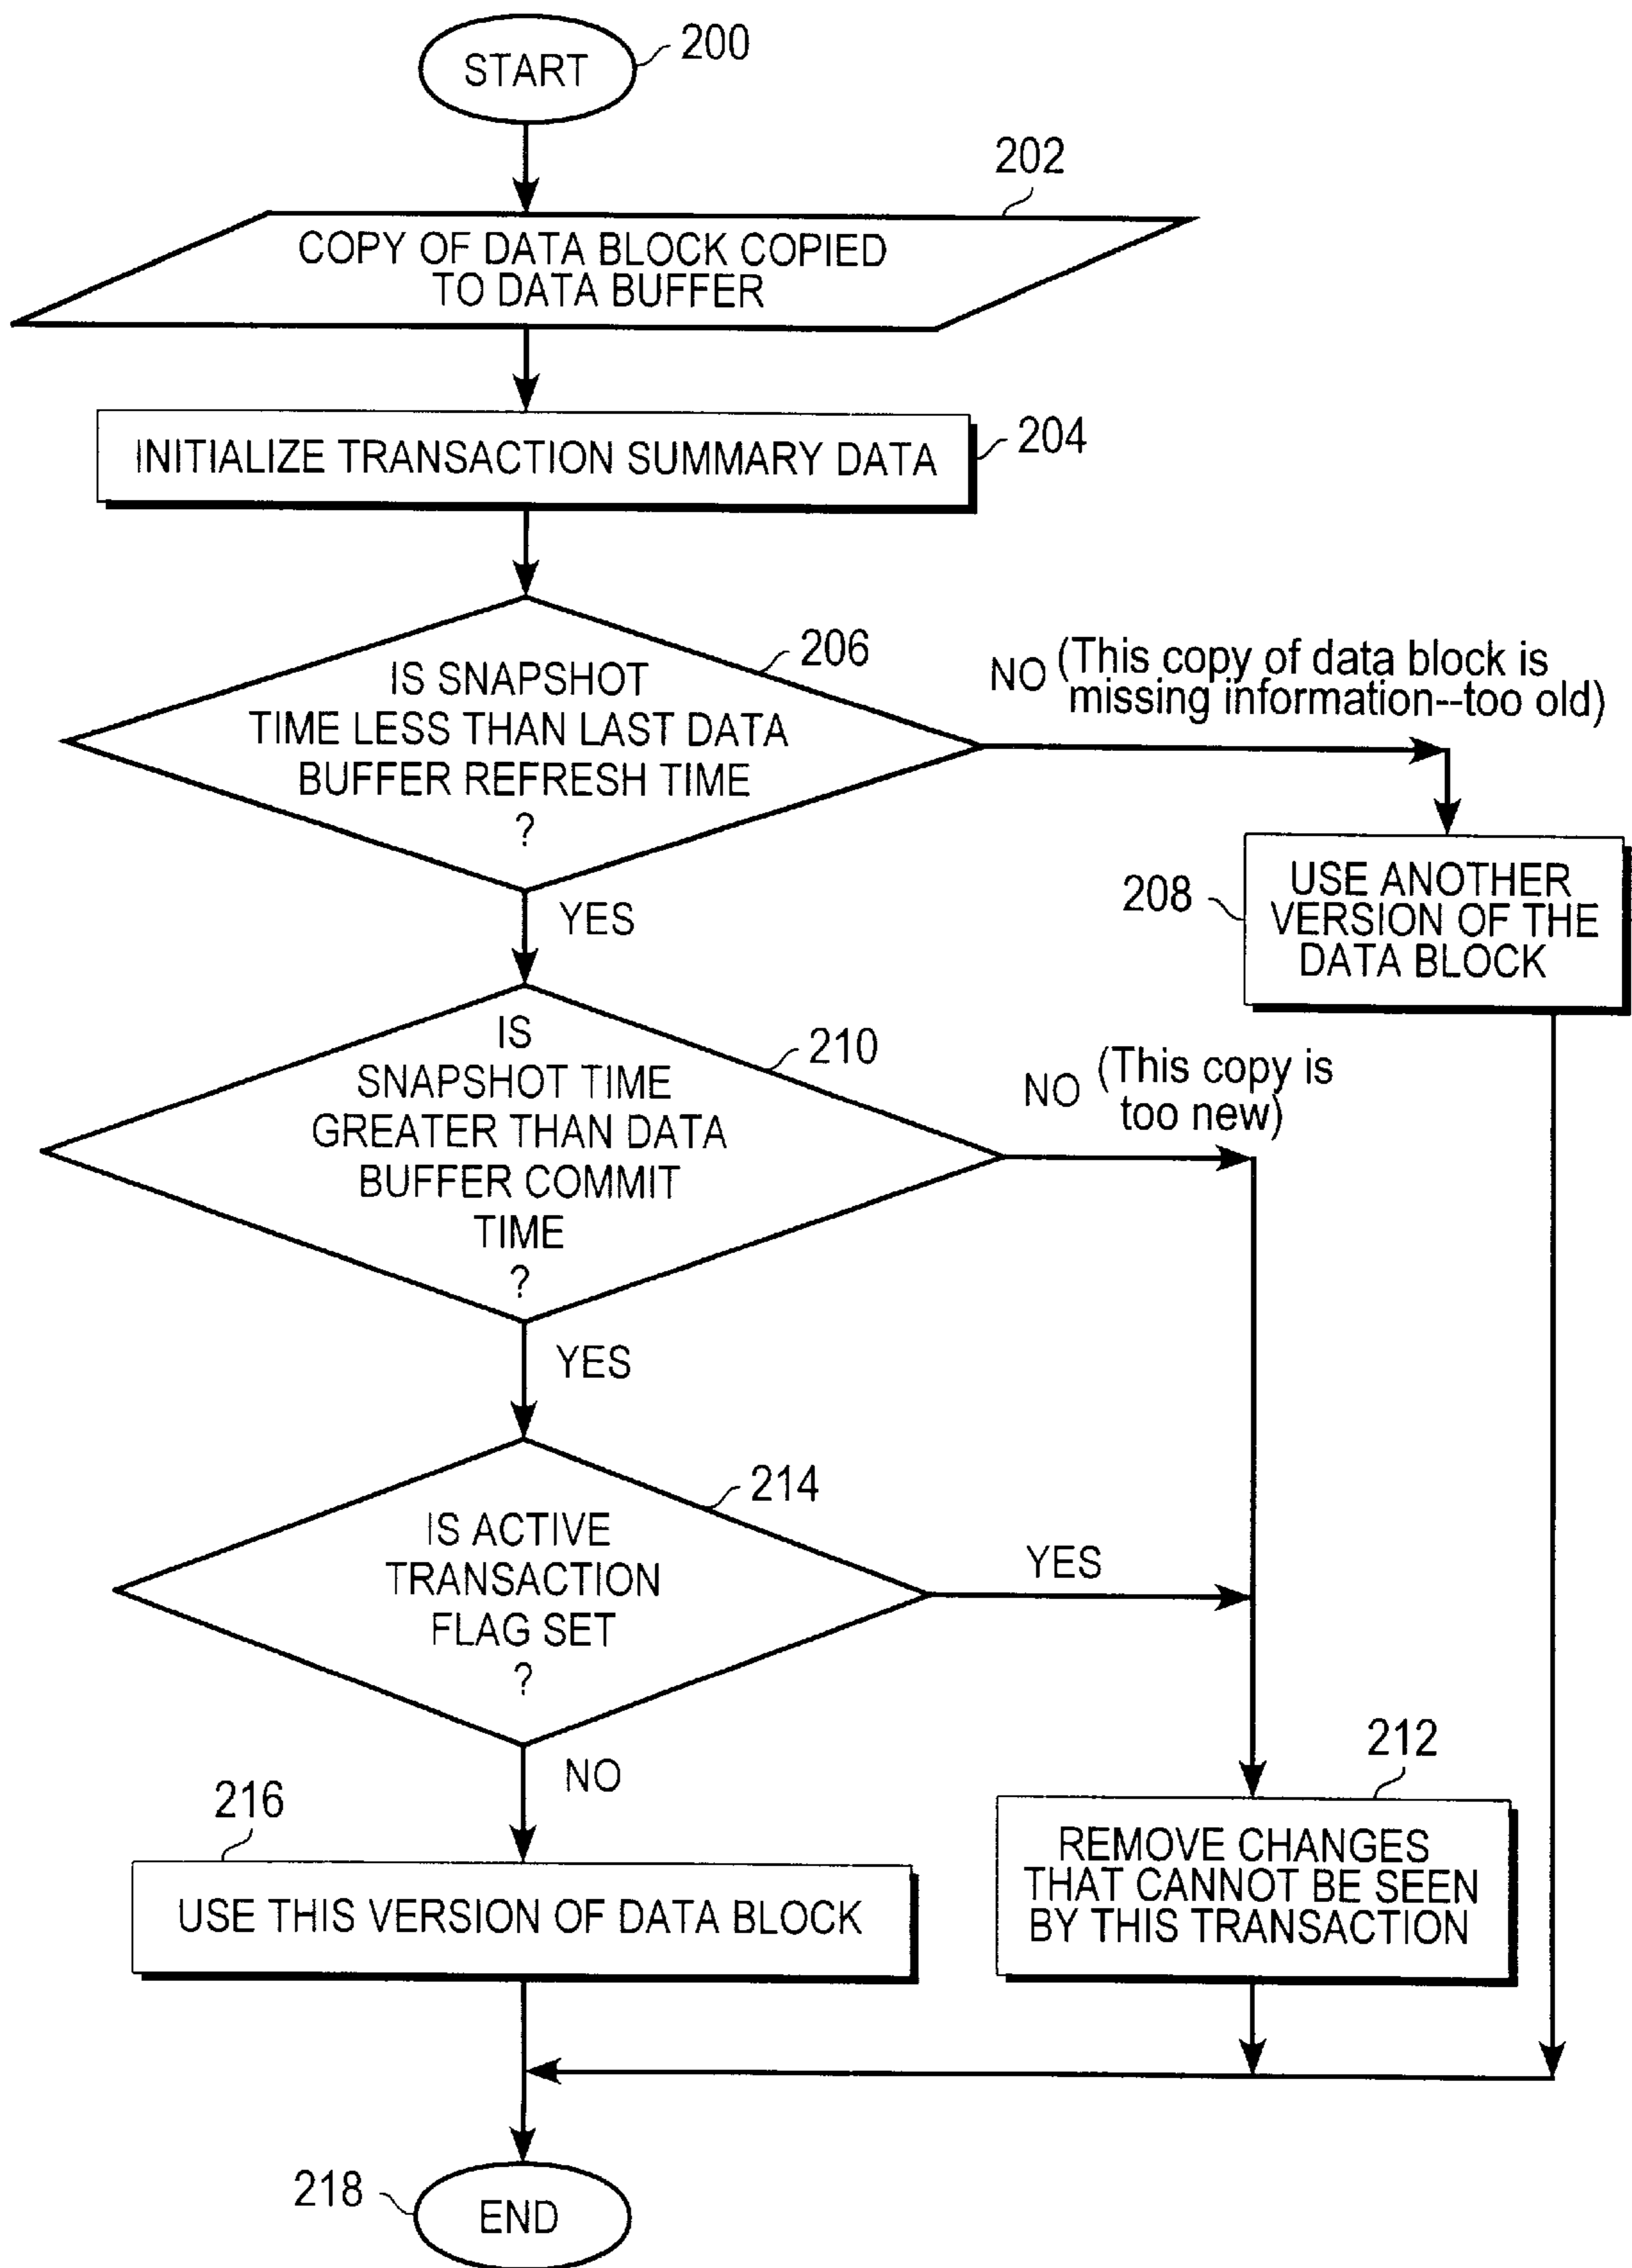 START
200
202
COPY OF DATA BLOCK COPIED
TO DATA BUFFER
INITIALIZE TRANSACTION SUMMARY DATA
204
206
IS SNAPSHOT
TIME LESS THAN LAST DATA
BUFFER REFRESH TIME
?
NO (This copy of data block is
missing information--too old)
YES
208
USE ANOTHER
VERSION OF THE
DATA BLOCK
210
IS
SNAPSHOT TIME
GREATER THAN DATA
BUFFER COMMIT
TIME
?
NO (This copy is
too new)
YES
214
IS ACTIVE
TRANSACTION
FLAG SET
?
YES
NO
212
REMOVE CHANGES
THAT CANNOT BE SEEN
BY THIS TRANSACTION
216
USE THIS VERSION OF DATA BLOCK
218
END